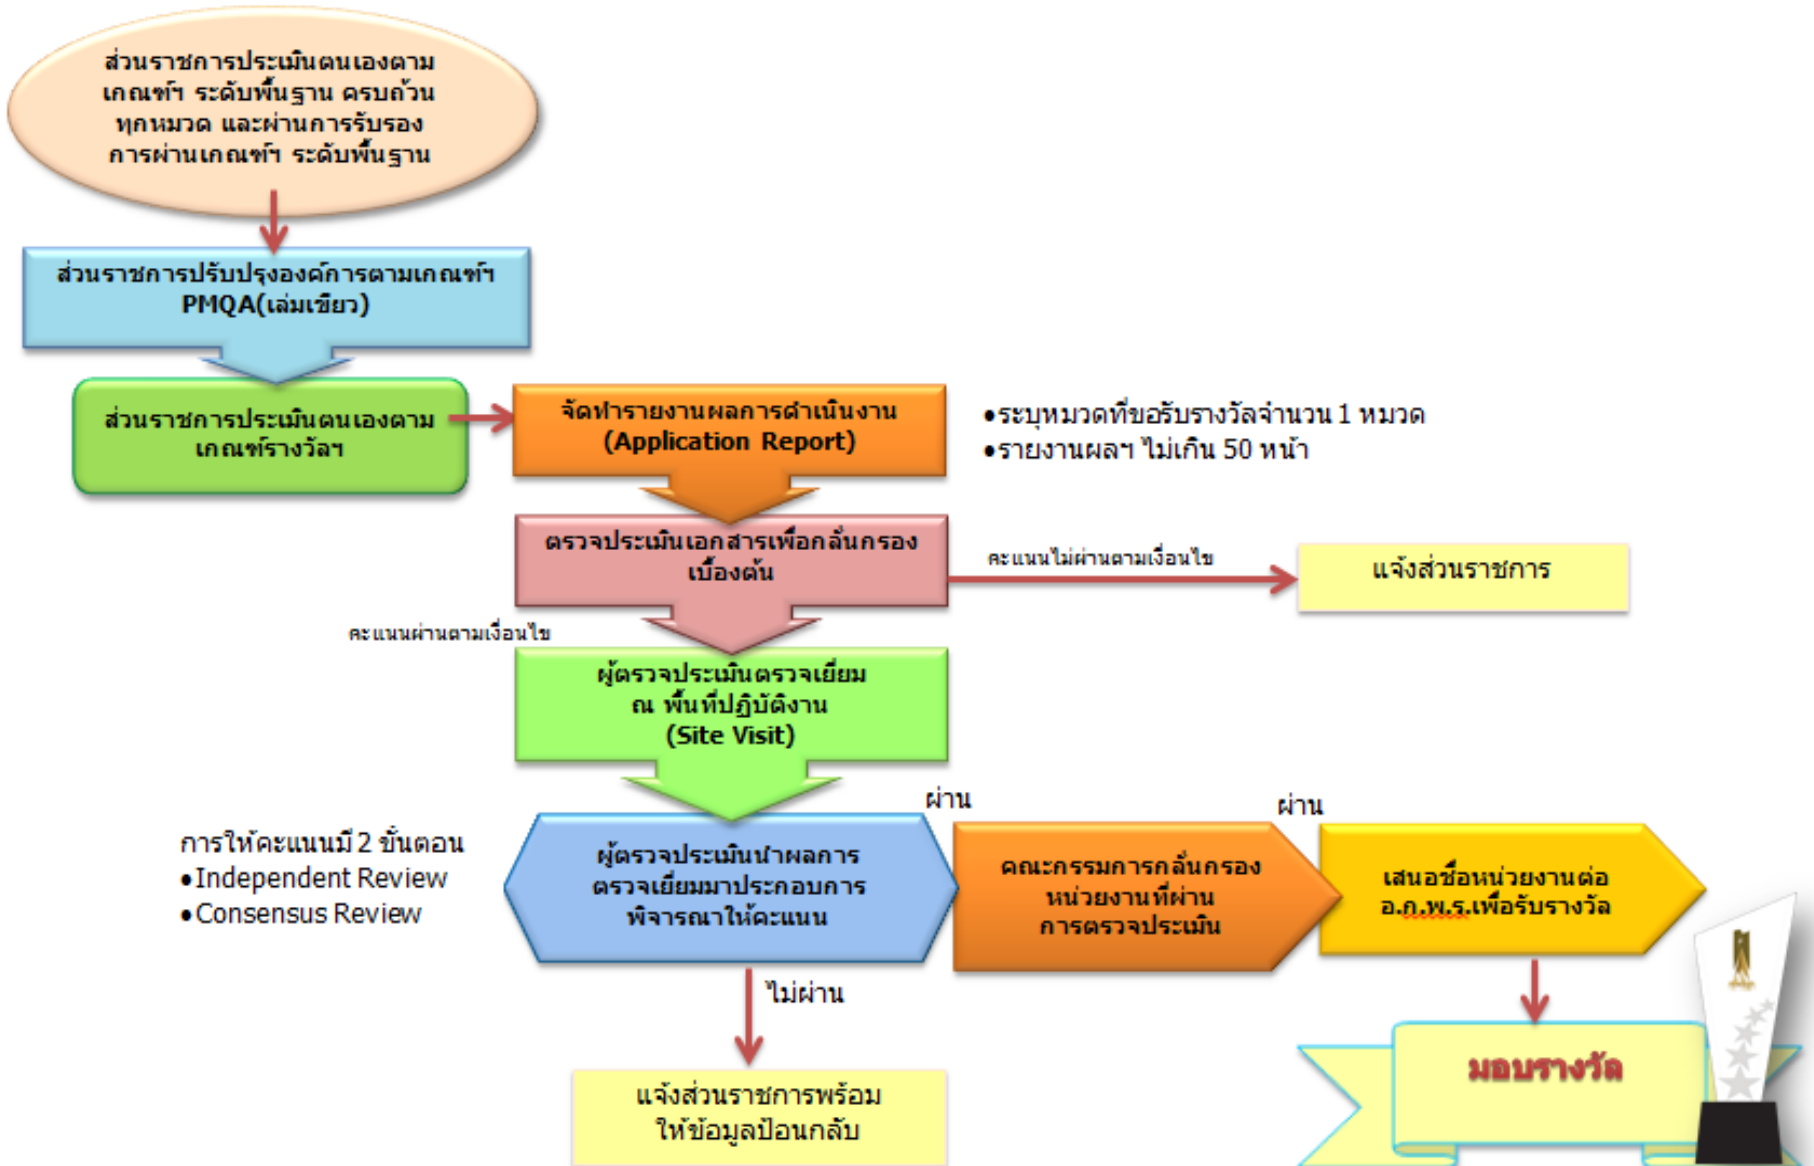 ส่วนราชการประเมินตนเองตาม
เกณฑ์ฯ ระดับพื้นฐาน ครบถ้วน
ทุกหมวด และผ่านการรับรอง
การผ่านเกณฑ์ฯ ระดับพื้นฐาน
ส่วนราชการปรับปรุงองค์การตามเกณฑ์ฯ
PMQA(เล่มเขียว)
ส่วนราชการประเมินตนเองตาม
เกณฑ์รางวัลฯ
จัดทำรายงานผลการดำเนินงาน
(Application Report)
•ระบุหมวดที่ขอรับรางวัลจำนวน 1 หมวด
•รายงานผลฯ ไม่เกิน 50 หน้า
ตรวจประเมินเอกสารเพื่อกลั่นกรอง
เบื้องต้น
คะแนนไม่ผ่านตามเงื่อนไข
แจ้งส่วนราชการ
คะแนนผ่านตามเงื่อนไข
ผู้ตรวจประเมินตรวจเยี่ยม
ณ พื้นที่ปฏิบัติงาน
(Site Visit)
การให้คะแนนมี 2 ขั้นตอน
•Independent Review
•Consensus Review
ผู้ตรวจประเมินนำผลการ
ตรวจเยี่ยมมาประกอบการ
พิจารณาให้คะแนน
ผ่าน
คณะกรรมการกลั่นกรอง
หน่วยงานที่ผ่าน
การตรวจประเมิน
ผ่าน
เสนอชื่อหน่วยงานต่อ
อ.ก.พ.ร.เพื่อรับรางวัล
ไม่ผ่าน
แจ้งส่วนราชการพร้อม
ให้ข้อมูลป้อนกลับ
มอบรางวัล